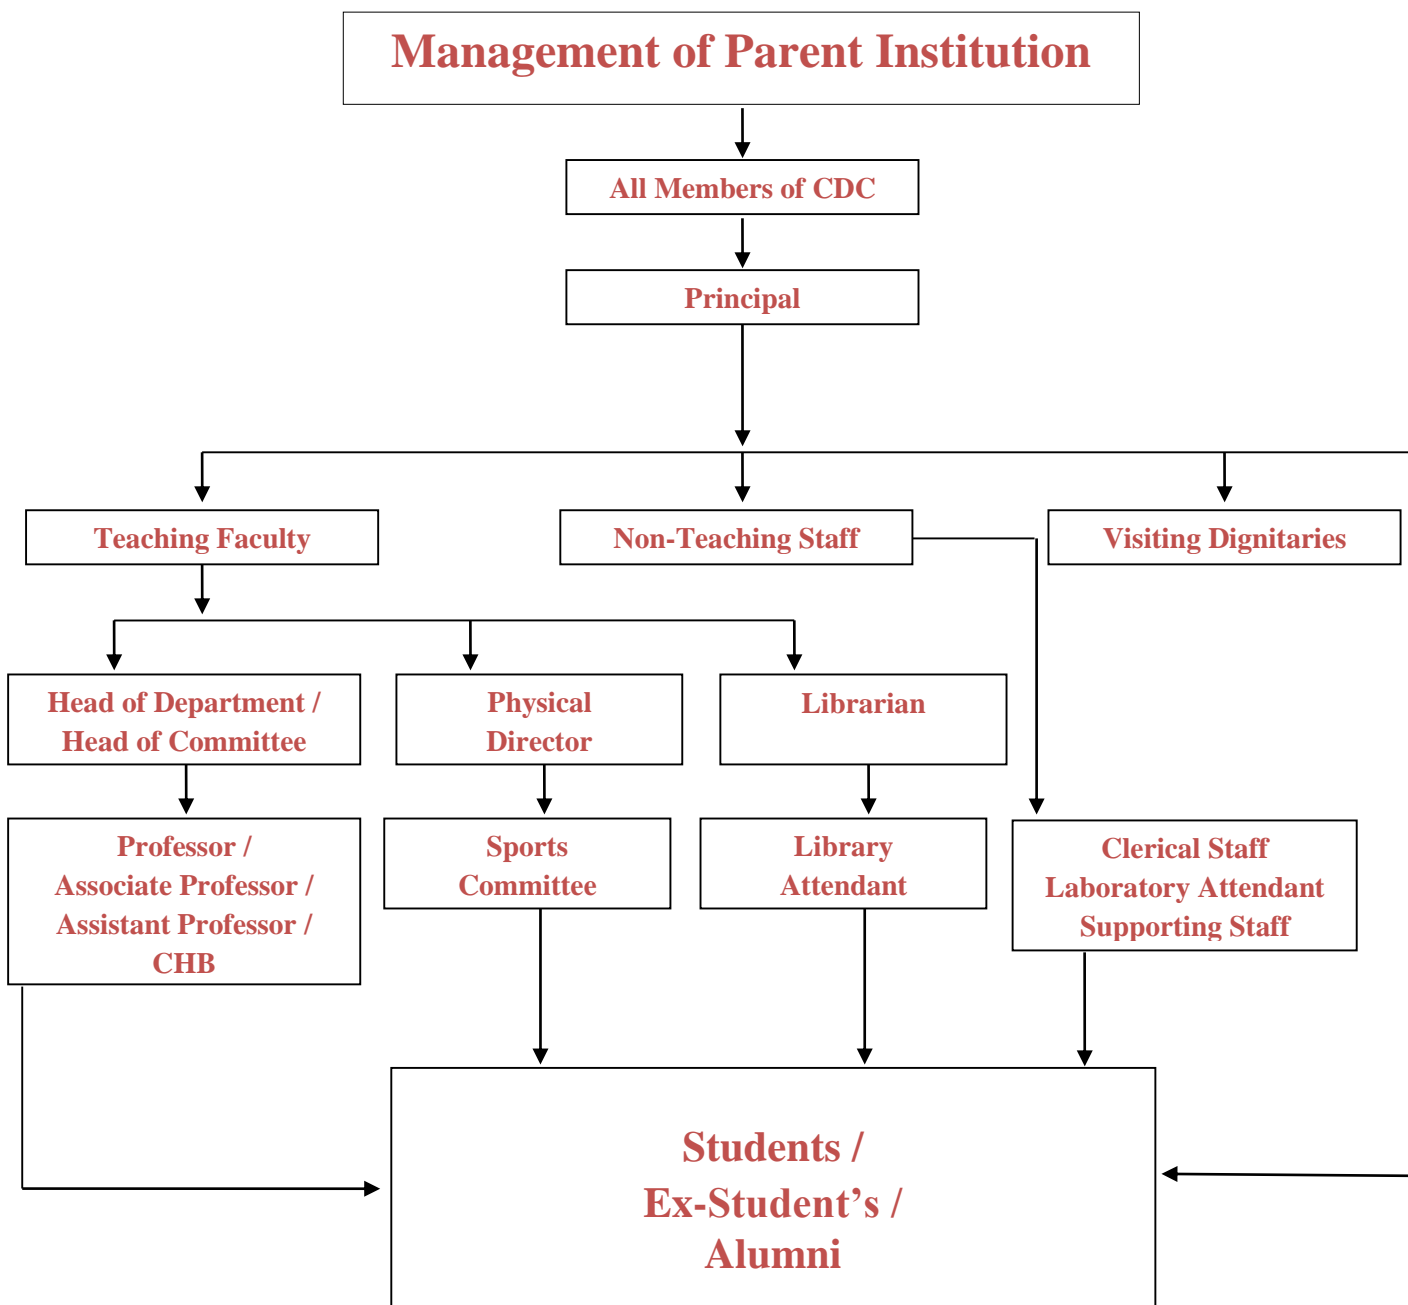 Management of Parent Institution
All Members of CDC
Principal
Teaching Faculty
Non-Teaching Staff
Visiting Dignitaries
Head of Department /
Head of Committee
Physical
Director
Librarian
Professor /
Associate Professor /
Assistant Professor /
CHB
Sports
Committee
Library
Attendant
Clerical Staff
Laboratory Attendant
Supporting Staff
Students /
Ex-Student’s /
Alumni